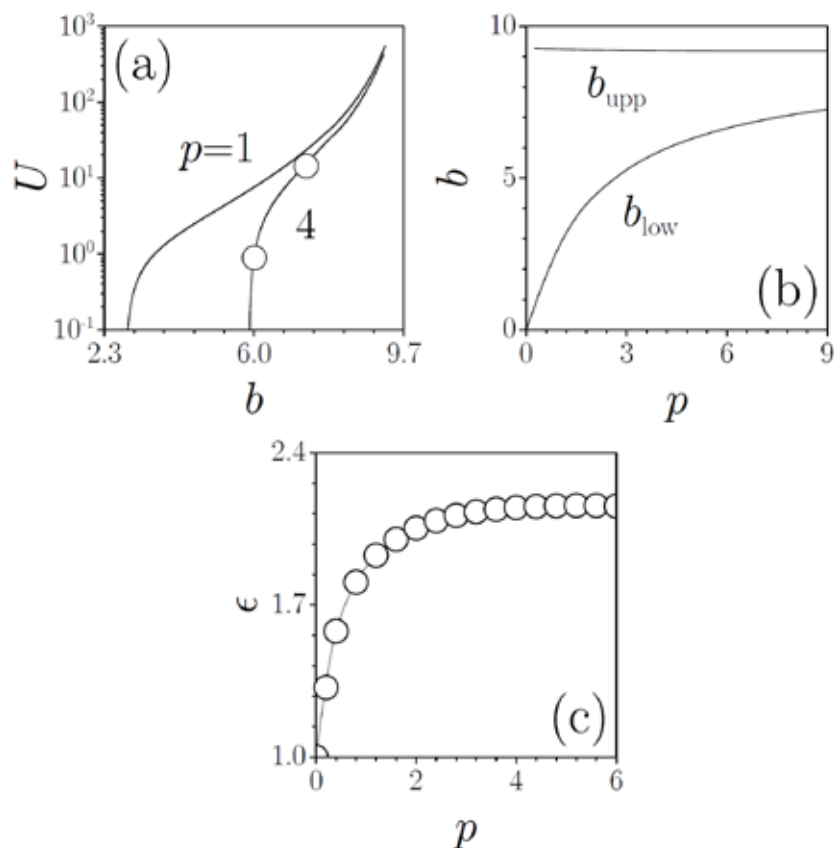 (a)
U
10³
10²
10¹
10⁰
10⁻¹
p=1
4
2.3 6.0 9.7
b
(b)
b
10
5
0
b_upp
b_low
0 3 6 9
p
(c)
ϵ
2.4
1.7
1.0
0 2 4 6
p